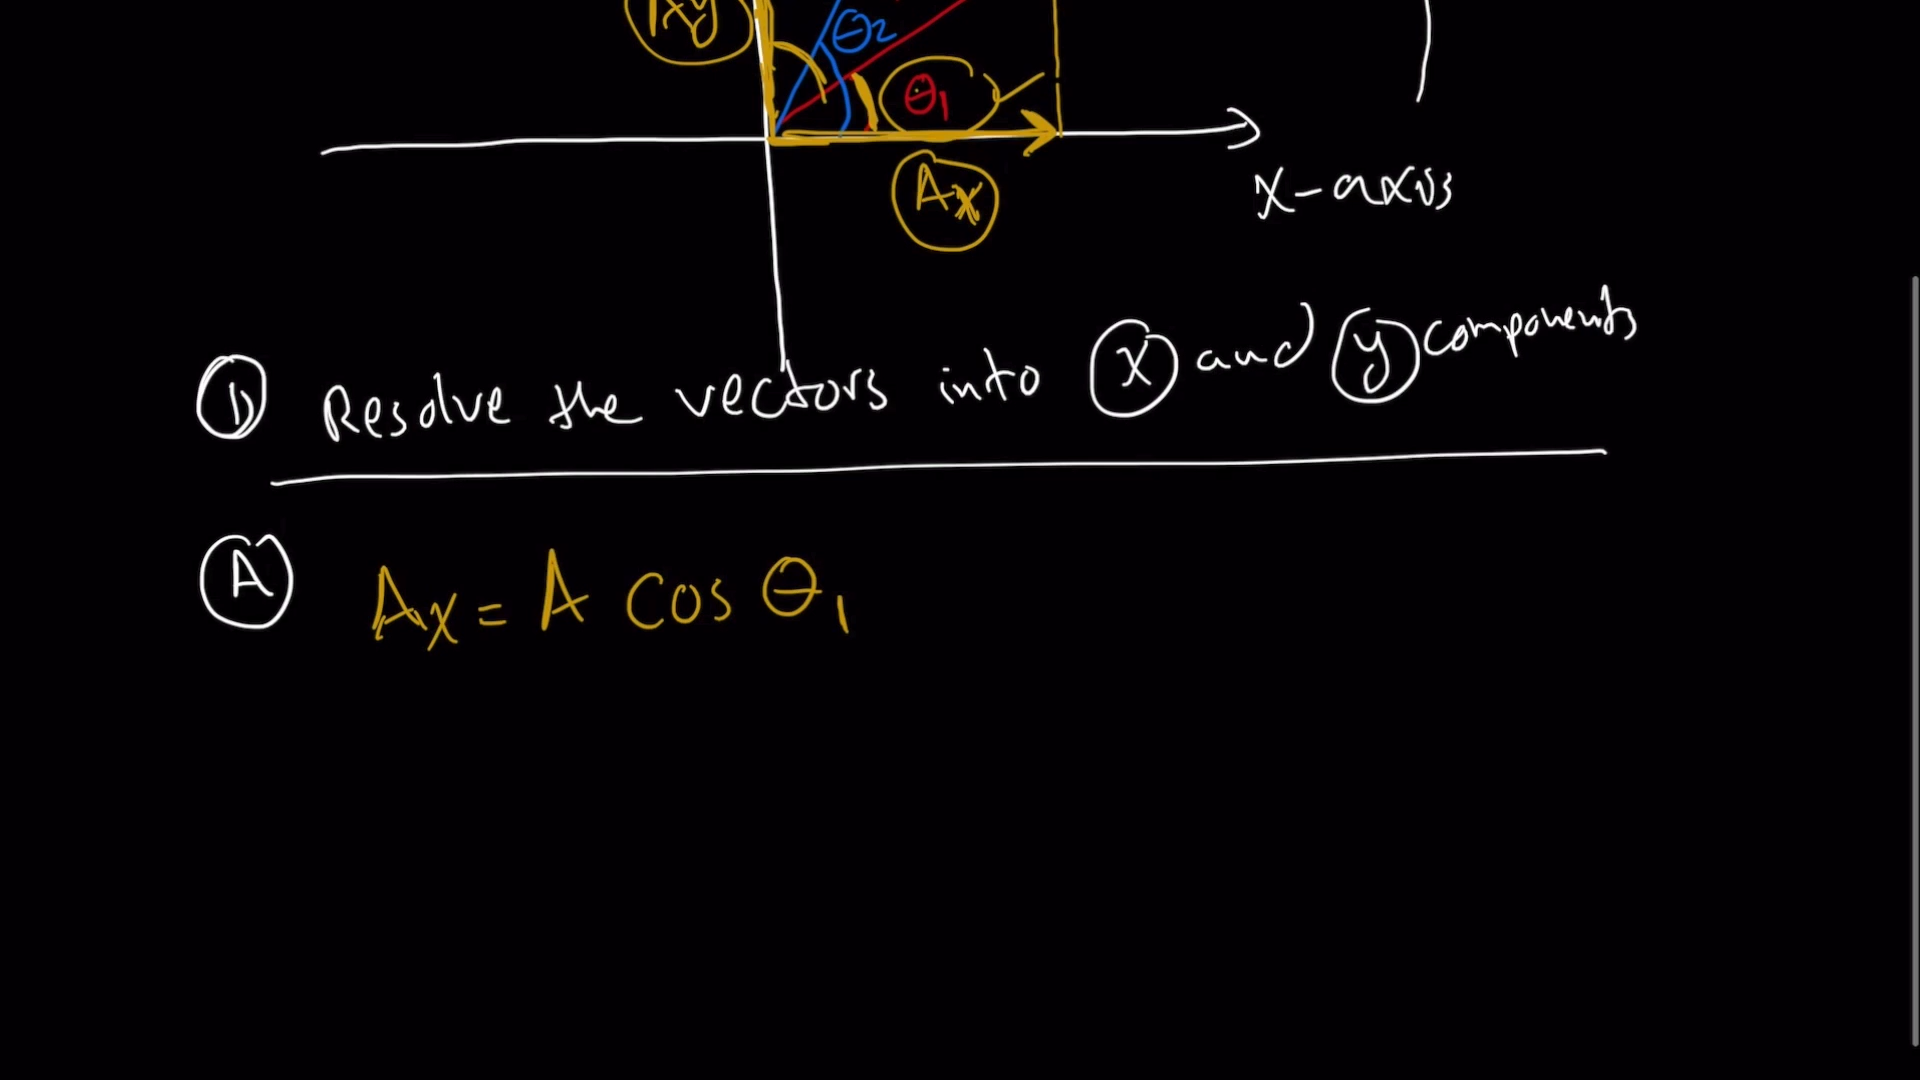 Ay
θ2
θ1
Ax
x-axis
1) Resolve the vectors into x and y components
A Ax = A cos θ1